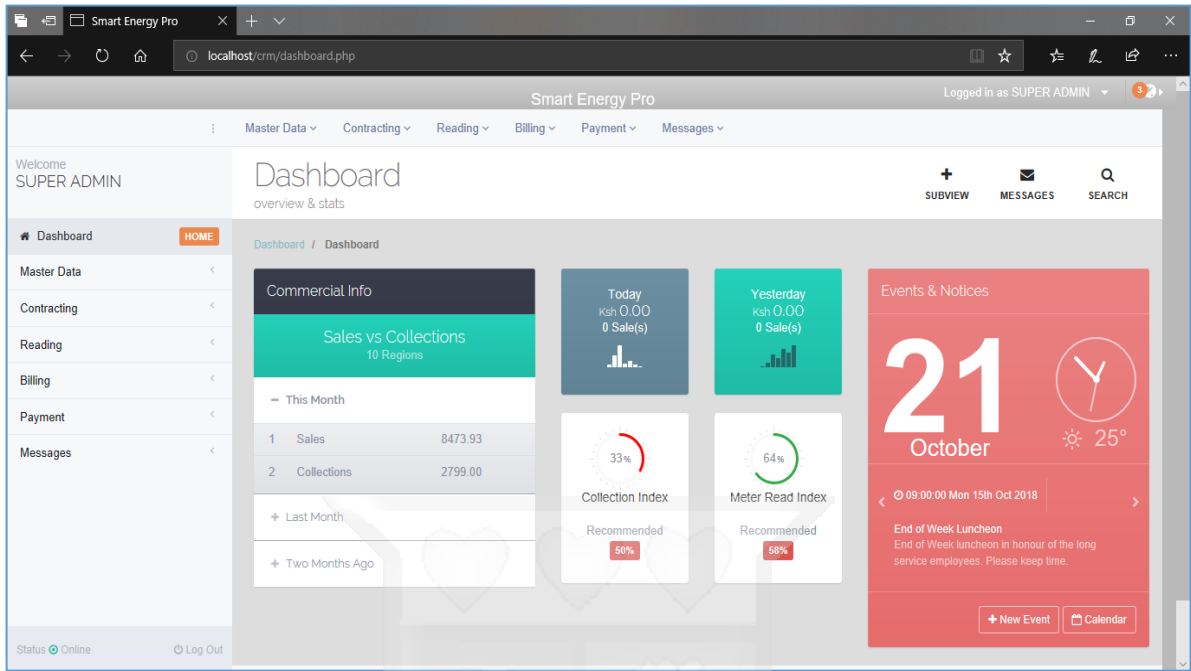 Smart Energy Pro
localhost/crm/dashboard.php
Smart Energy Pro
Logged in as SUPER ADMIN
3
Master Data Contracting Reading Billing Payment Messages
Welcome
SUPER ADMIN
Dashboard
overview & stats
SUBVIEW MESSAGES SEARCH
Dashboard HOME
Master Data
Contracting
Reading
Billing
Payment
Messages
Status Online Log Out
Dashboard / Dashboard
Commercial Info
Sales vs Collections
10 Regions
This Month
1 Sales 8473.93
2 Collections 2799.00
Last Month
Two Months Ago
Today
Ksh 0.00
0 Sale(s)
Yesterday
Ksh 0.00
0 Sale(s)
33%
Collection Index
Recommended
50%
64%
Meter Read Index
Recommended
58%
Events & Notices
21
October
25°
09:00:00 Mon 15th Oct 2018
End of Week Luncheon
End of Week luncheon in honour of the long
service employees. Please keep time.
New Event Calendar